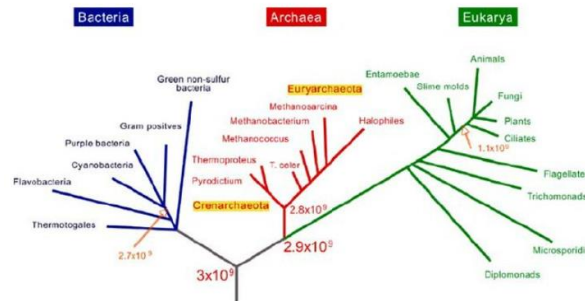 Bacteria
Archaea
Eukarya
Green non-sulfur
bacteria
Gram positves
Purple bacteria
Cyanobacteria
Flavobacteria
Thermotogales
2.7x10⁹
Euryarchaeota
Methanosarcina
Methanobacterium
Halophiles
Methanococcus
Thermoproteus
T. celer
Pyrodictium
Crenarchaeota
2.8x10⁹
2.9x10⁹
3x10⁹
Animals
Entamoebae
Slime molds
Fungi
Plants
Ciliates
1.1x10⁹
Flagellate
Trichomonads
Microsporidi
Diplomonads